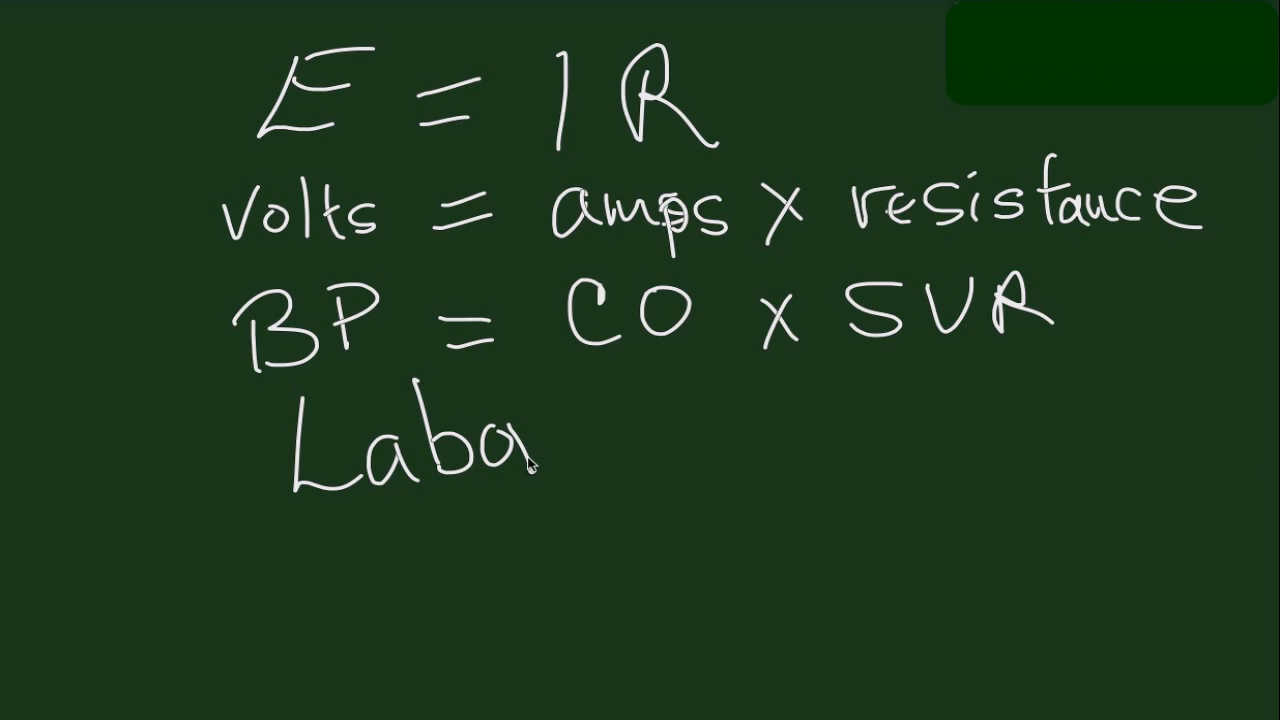 E = I R
volts = amps x resistance
BP = CO x SVR
Laba